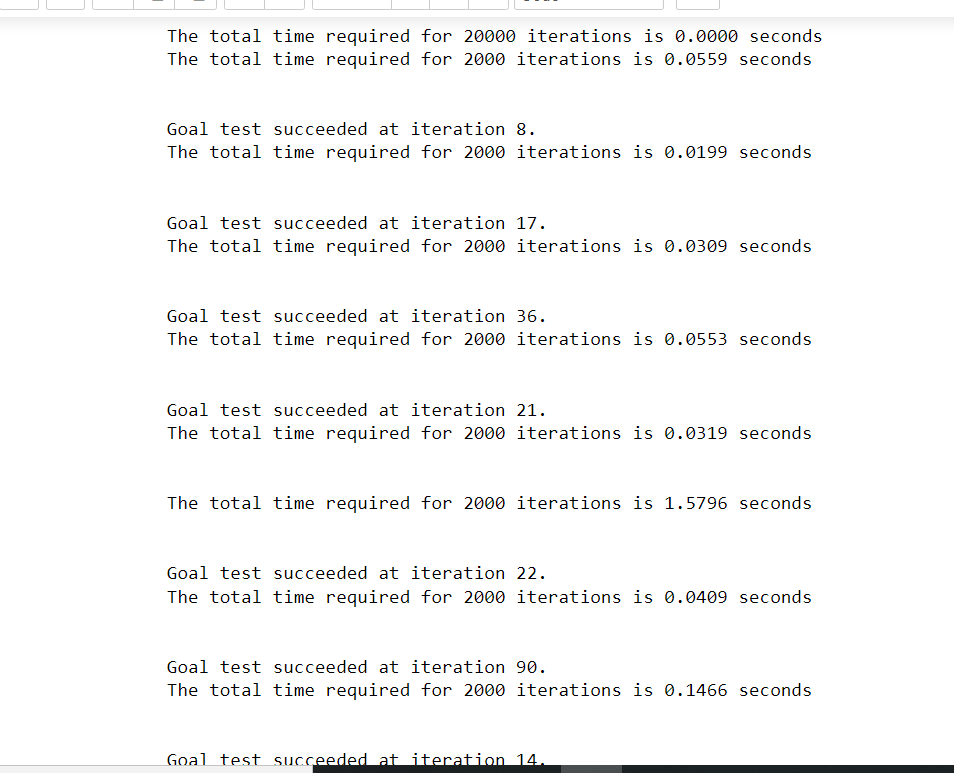 The total time required for 20000 iterations is 0.0000 seconds
The total time required for 2000 iterations is 0.0559 seconds
Goal test succeeded at iteration 8.
The total time required for 2000 iterations is 0.0199 seconds
Goal test succeeded at iteration 17.
The total time required for 2000 iterations is 0.0309 seconds
Goal test succeeded at iteration 36.
The total time required for 2000 iterations is 0.0553 seconds
Goal test succeeded at iteration 21.
The total time required for 2000 iterations is 0.0319 seconds
The total time required for 2000 iterations is 1.5796 seconds
Goal test succeeded at iteration 22.
The total time required for 2000 iterations is 0.0409 seconds
Goal test succeeded at iteration 90.
The total time required for 2000 iterations is 0.1466 seconds
Goal test succeeded at iteration 14.